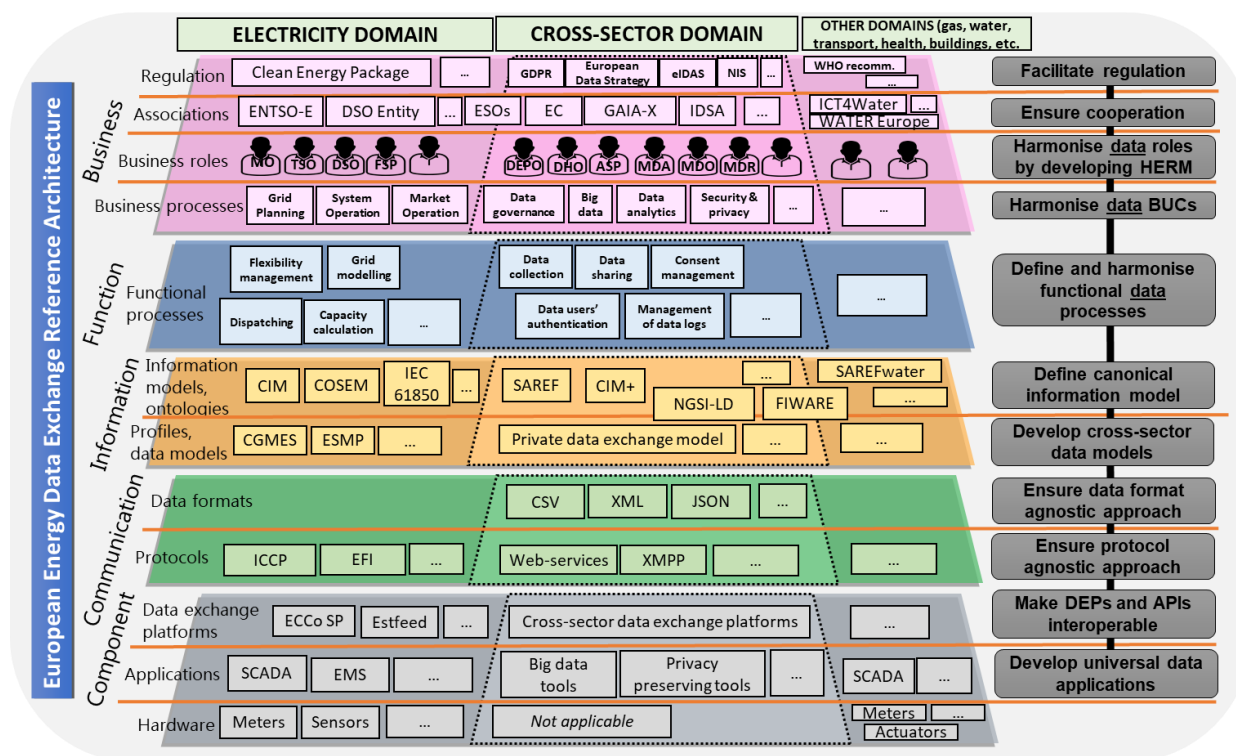 ELECTRICITY DOMAIN
CROSS-SECTOR DOMAIN
OTHER DOMAINS (gas, water,
transport, health, buildings, etc.
European Energy Data Exchange Reference Architecture
Business
Regulation
Clean Energy Package
...
GDPR
European
Data Strategy
eIDAS
NIS
...
WHO recomm.
...
Facilitate regulation
Associations
ENTSO-E
DSO Entity
...
ESOs
EC
GAIA-X
IDSA
...
ICT4Water
...
WATER Europe
Ensure cooperation
Business roles
MO
TSO
DSO
FSP
DEPO
DHO
ASP
MDA
MDO
MDR
Harmonise data roles
by developing HERM
Business processes
Grid
Planning
System
Operation
Market
Operation
Data
governance
Big
data
Data
analytics
Security &
privacy
...
...
Harmonise data BUCs
Function
Functional
processes
Flexibility
management
Grid
modelling
Dispatching
Capacity
calculation
...
Data
collection
Data
sharing
Consent
management
Data users'
authentication
Management
of data logs
...
...
Define and harmonise
functional data
processes
Information
Information
models,
ontologies
CIM
COSEM
IEC
61850
...
SAREF
CIM+
...
NGSI-LD
FIWARE
SAREFwater
...
Define canonical
information model
Profiles,
data models
CGMES
ESMP
...
Private data exchange model
...
...
Develop cross-sector
data models
Communication
Data formats
CSV
XML
JSON
...
Ensure data format
agnostic approach
Protocols
ICCP
EFI
...
Web-services
XMPP
...
...
Ensure protocol
agnostic approach
Component
Data exchange
platforms
ECCo SP
Estfeed
...
Cross-sector data exchange platforms
...
Make DEPs and APIs
interoperable
Applications
SCADA
EMS
...
Big data
tools
Privacy
preserving tools
...
SCADA
...
Develop universal data
applications
Hardware
Meters
Sensors
...
Not applicable
Meters
...
Actuators